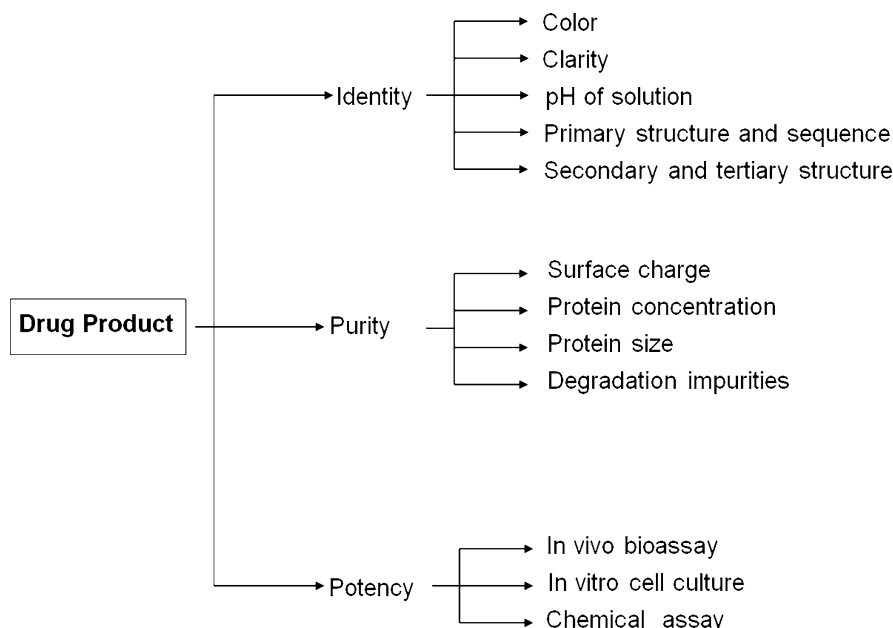 Color
Clarity
Identity
pH of solution
Primary structure and sequence
Secondary and tertiary structure
Surface charge
Protein concentration
Drug Product
Purity
Protein size
Degradation impurities
In vivo bioassay
Potency
In vitro cell culture
Chemical assay